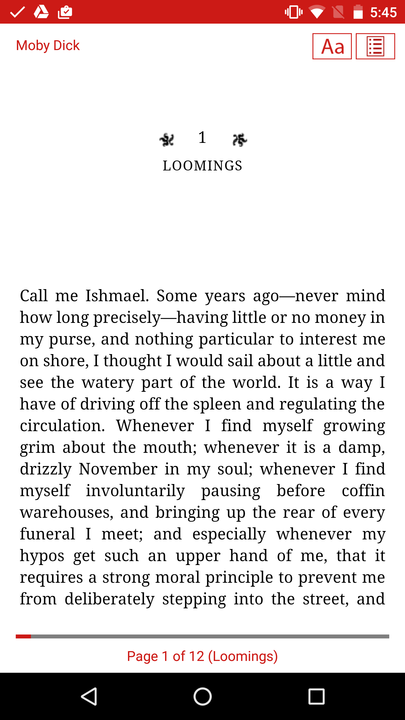 5:45
Moby Dick
Aa
1
LOOMINGS
Call me Ishmael. Some years ago—never mind
how long precisely—having little or no money in
my purse, and nothing particular to interest me
on shore, I thought I would sail about a little and
see the watery part of the world. It is a way I
have of driving off the spleen and regulating the
circulation. Whenever I find myself growing
grim about the mouth; whenever it is a damp,
drizzly November in my soul; whenever I find
myself involuntarily pausing before coffin
warehouses, and bringing up the rear of every
funeral I meet; and especially whenever my
hypos get such an upper hand of me, that it
requires a strong moral principle to prevent me
from deliberately stepping into the street, and
Page 1 of 12 (Loomings)